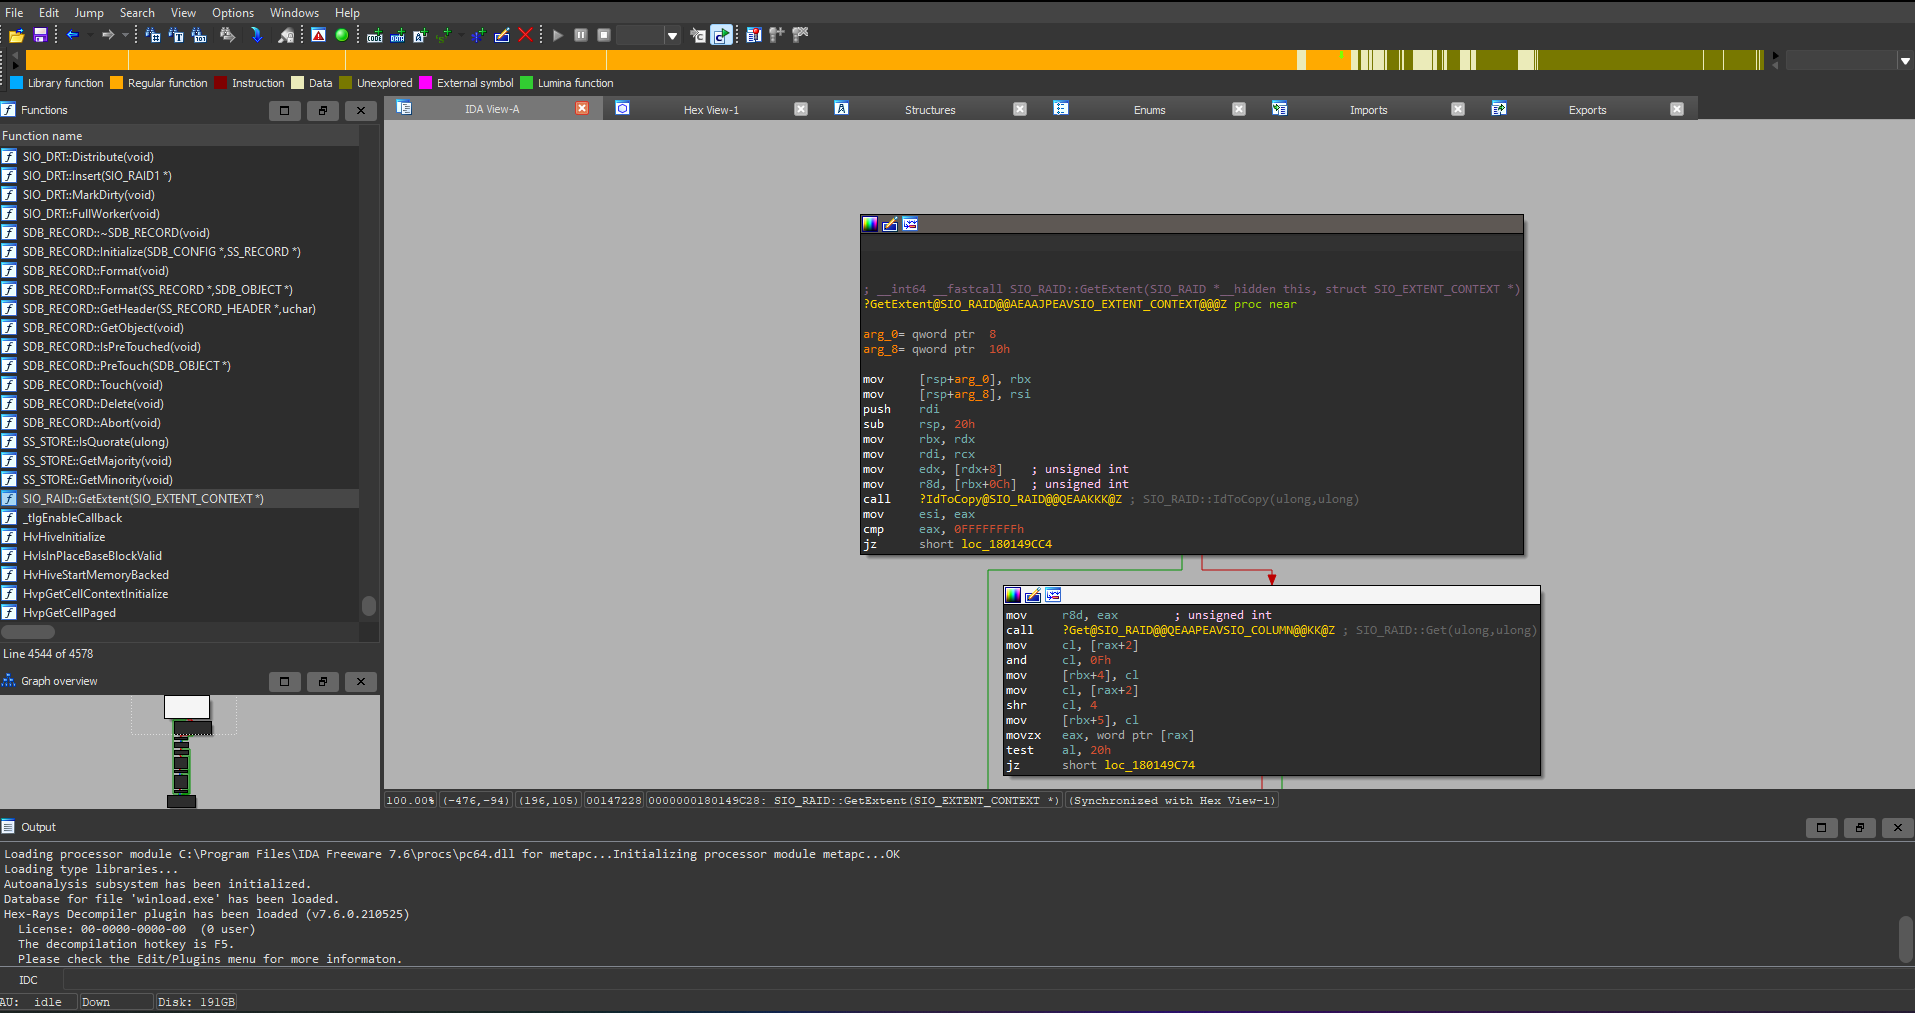 File Edit Jump Search View Options Windows Help
Library function Regular function Instruction Data Unexplored External symbol Lumina function
Functions
IDA View-A Hex View-1 Structures Enums Imports Exports
Function name
SIO_DRT::Distribute(void)
SIO_DRT::Insert(SIO_RAID1 *)
SIO_DRT::MarkDirty(void)
SIO_DRT::FullWorker(void)
SDB_RECORD::~SDB_RECORD(void)
SDB_RECORD::Initialize(SDB_CONFIG *,SS_RECORD *)
SDB_RECORD::Format(void)
SDB_RECORD::Format(SS_RECORD *,SDB_OBJECT *)
SDB_RECORD::GetHeader(SS_RECORD_HEADER *,uchar)
SDB_RECORD::GetObject(void)
SDB_RECORD::IsPreTouched(void)
SDB_RECORD::PreTouch(SDB_OBJECT *)
SDB_RECORD::Touch(void)
SDB_RECORD::Delete(void)
SDB_RECORD::Abort(void)
SS_STORE::IsQuorate(ulong)
SS_STORE::GetMajority(void)
SS_STORE::GetMinority(void)
SIO_RAID::GetExtent(SIO_EXTENT_CONTEXT *)
_tlgEnableCallback
HvHiveInitialize
HvIsInPlaceBaseBlockValid
HvHiveStartMemoryBacked
HvpGetCellContextInitialize
HvpGetCellPaged
Line 4544 of 4578
Graph overview
; __int64 __fastcall SIO_RAID::GetExtent(SIO_RAID *__hidden this, struct SIO_EXTENT_CONTEXT *)
?GetExtent@SIO_RAID@@AEAAJPEAVSIO_EXTENT_CONTEXT@@@Z proc near
arg_0= qword ptr 8
arg_8= qword ptr 10h
mov [rsp+arg_0], rbx
mov [rsp+arg_8], rsi
push rdi
sub rsp, 20h
mov rbx, rdx
mov rdi, rcx
mov edx, [rdx+8] ; unsigned int
mov r8d, [rbx+0Ch] ; unsigned int
call ?IdToCopy@SIO_RAID@@QEAAKKK@Z ; SIO_RAID::IdToCopy(ulong,ulong)
mov esi, eax
cmp eax, 0FFFFFFFFh
jz short loc_180149CC4
mov r8d, eax ; unsigned int
call ?Get@SIO_RAID@@QEAAPEAVSIO_COLUMN@@KK@Z ; SIO_RAID::Get(ulong,ulong)
mov cl, [rax+2]
and cl, 0Fh
mov [rbx+4], cl
mov cl, [rax+2]
shr cl, 4
mov [rbx+5], cl
movzx eax, word ptr [rax]
test al, 20h
jz short loc_180149C74
100.00% (-476,-94) (196,105) 00147228 0000000180149C28: SIO_RAID::GetExtent(SIO_EXTENT_CONTEXT *) (Synchronized with Hex View-1)
Output
Loading processor module C:\Program Files\IDA Freeware 7.6\procs\pc64.dll for metapc...Initializing processor module metapc...OK
Loading type libraries...
Autoanalysis subsystem has been initialized.
Database for file 'winload.exe' has been loaded.
Hex-Rays Decompiler plugin has been loaded (v7.6.0.210525)
License: 00-0000-0000-00 (0 user)
The decompilation hotkey is F5.
Please check the Edit/Plugins menu for more informaton.
IDC
AU: idle Down Disk: 191GB